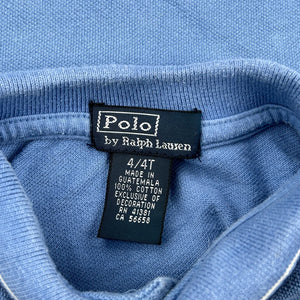 Polo
by Ralph Lauren
4/4T
MADE IN
GUATEMALA
100% COTTON
EXCLUSIVE OF
DECORATION
RN 41381
CA 56658